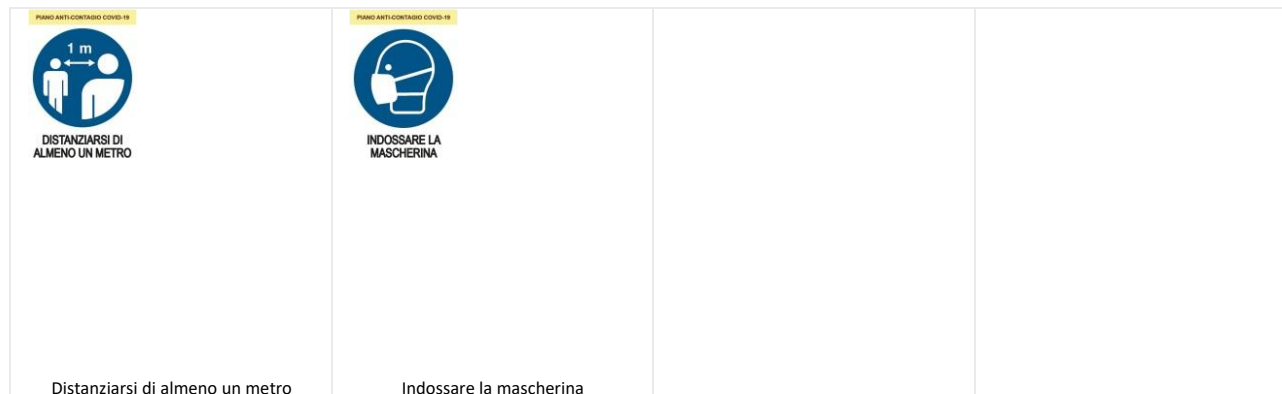 PIANO ANTI-CONTAGIO COVID-19
1 m
DISTANZIARSI DI
ALMENO UN METRO
Distanziarsi di almeno un metro
PIANO ANTI-CONTAGIO COVID-19
INDOSSARE LA
MASCHERINA
Indossare la mascherina